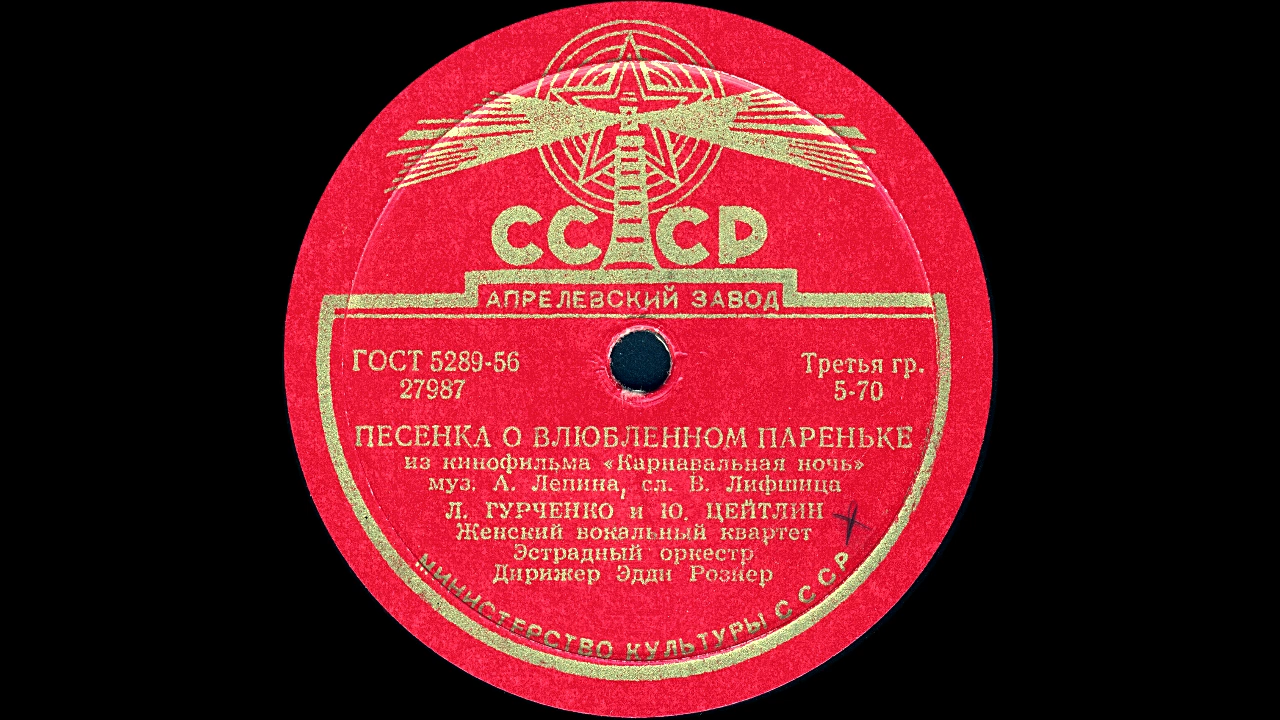 СССР
АПРЕЛЕВСКИЙ ЗАВОД
ГОСТ 5289-56
27987
Третья гр.
5-70
ПЕСЕНКА О ВЛЮБЛЕННОМ ПАРЕНЬКЕ
из кинофильма «Карнавальная ночь»
муз. А. Лепина, сл. В. Лифшица
Л. ГУРЧЕНКО и Ю. ЦЕЙТЛИН
Женский вокальный квартет
Эстрадный оркестр
Дирижер Эдди Рознер
МИНИСТЕРСТВО КУЛЬТУРЫ СССР